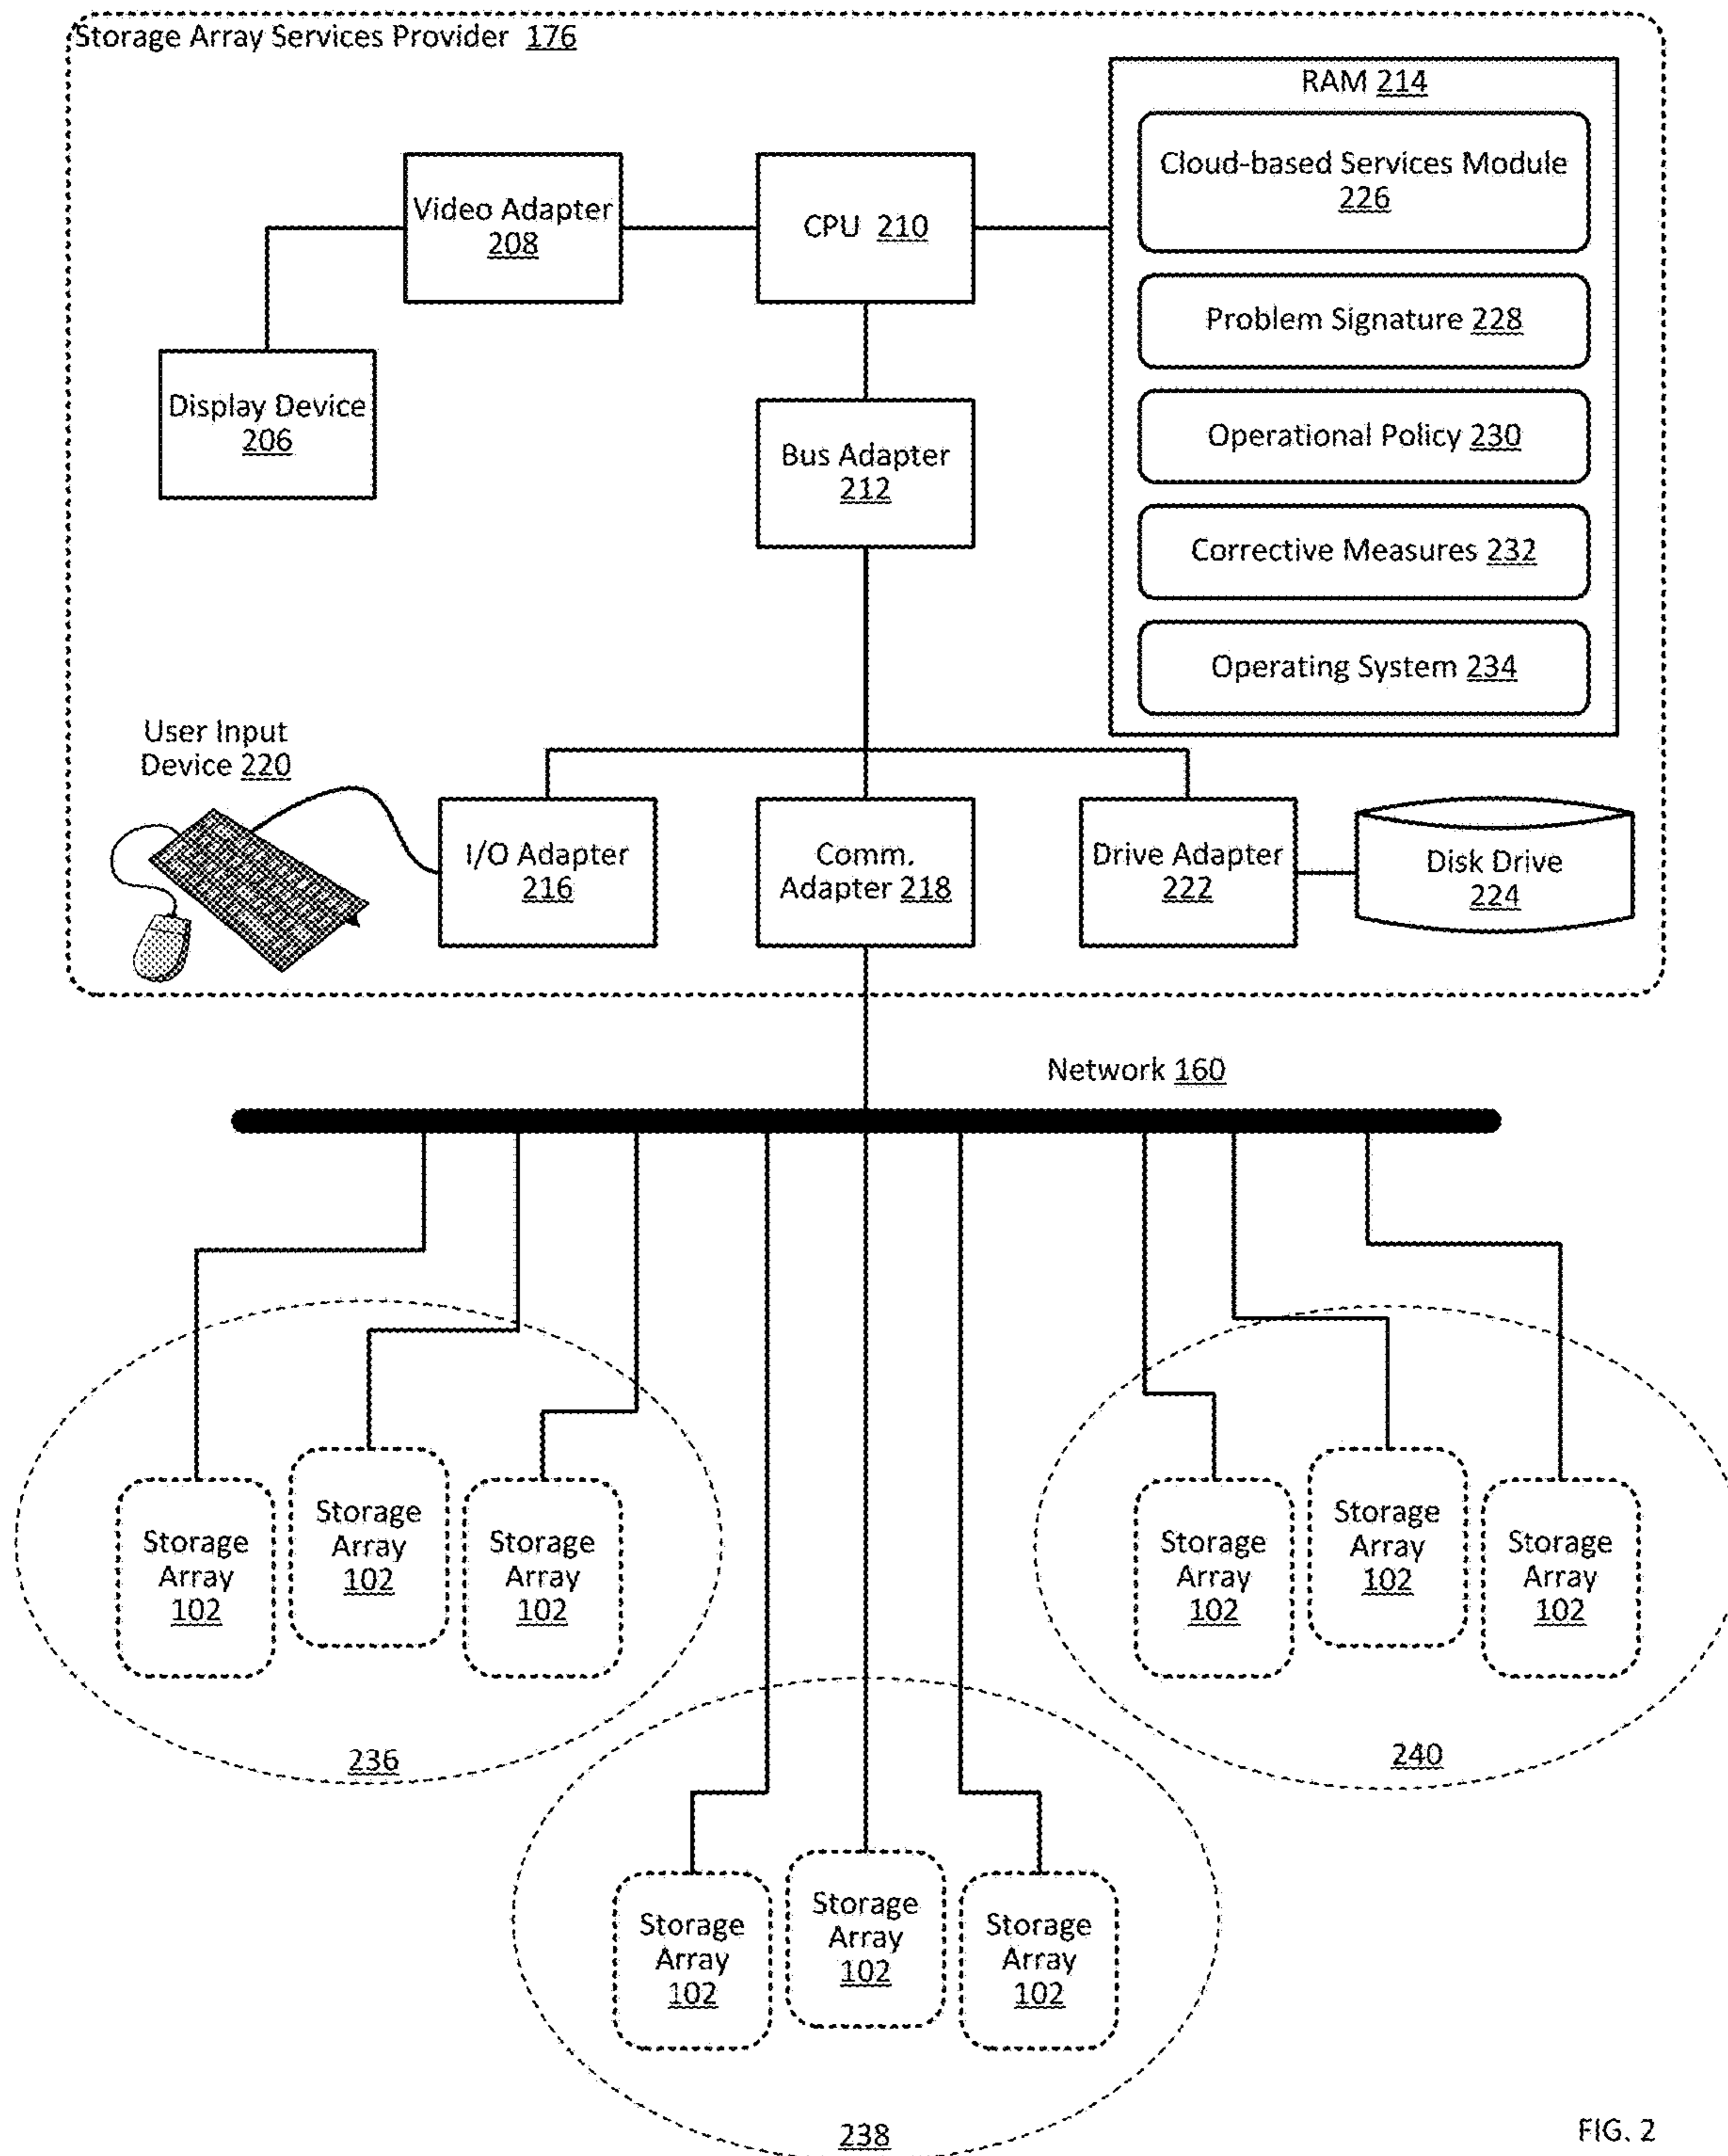 Storage Array Services Provider 176
RAM 214
Cloud-based Services Module
226
Video Adapter
208
CPU 210
Problem Signature 228
Display Device
206
Operational Policy 230
Bus Adapter
212
Corrective Measures 232
Operating System 234
User Input
Device 220
I/O Adapter
216
Comm.
Adapter 218
Drive Adapter
222
Disk Drive
224
Network 160
Storage
Array
102
Storage
Array
102
Storage
Array
102
236
Storage
Array
102
Storage
Array
102
Storage
Array
102
240
Storage
Array
102
Storage
Array
102
Storage
Array
102
238
FIG. 2